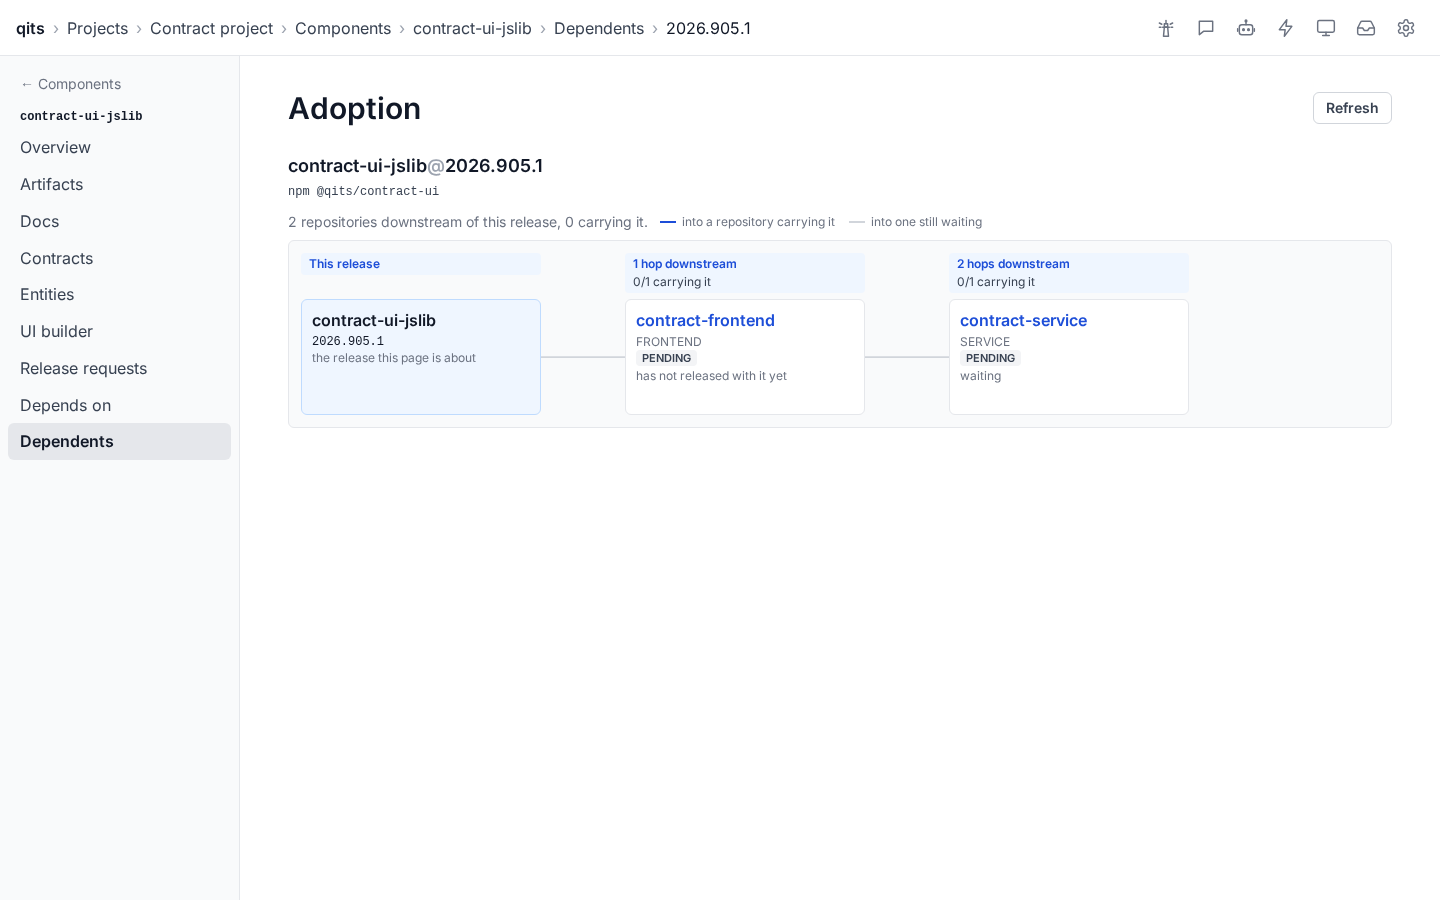 qits › Projects › Contract project › Components › contract-ui-jslib › Dependents › 2026.905.1
← Components
contract-ui-jslib
Overview
Artifacts
Docs
Contracts
Entities
UI builder
Release requests
Depends on
Dependents
Adoption
Refresh
contract-ui-jslib@2026.905.1
npm @qits/contract-ui
2 repositories downstream of this release, 0 carrying it. into a repository carrying it into one still waiting
This release
1 hop downstream
0/1 carrying it
2 hops downstream
0/1 carrying it
contract-ui-jslib
2026.905.1
the release this page is about
contract-frontend
FRONTEND
PENDING
has not released with it yet
contract-service
SERVICE
PENDING
waiting